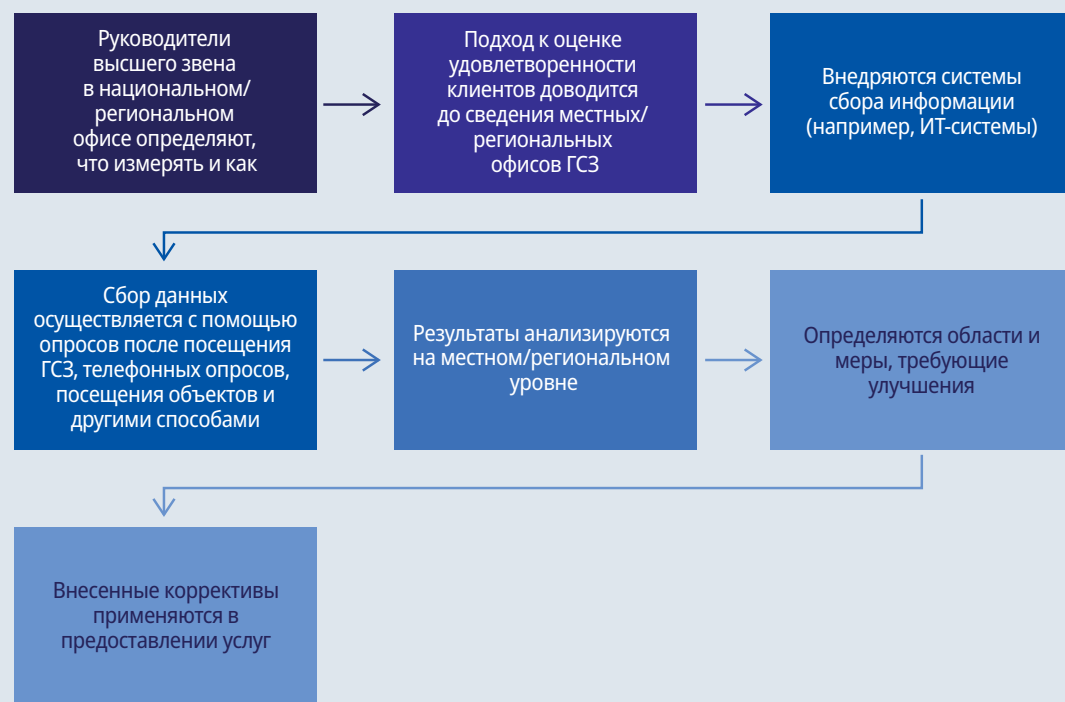 Руководители
высшего звена
в национальном/
региональном
офисе определяют,
что измерять и как
Подход к оценке
удовлетворенности
клиентов доводится
до сведения местных/
региональных
офисов ГСЗ
Внедряются системы
сбора информации
(например, ИТ-системы)
Сбор данных
осуществляется с помощью
опросов после посещения
ГСЗ, телефонных опросов,
посещения объектов и
другими способами
Результаты анализируются
на местном/региональном
уровне
Определяются области и
меры, требующие
улучшения
Внесенные коррективы
применяются в
предоставлении услуг